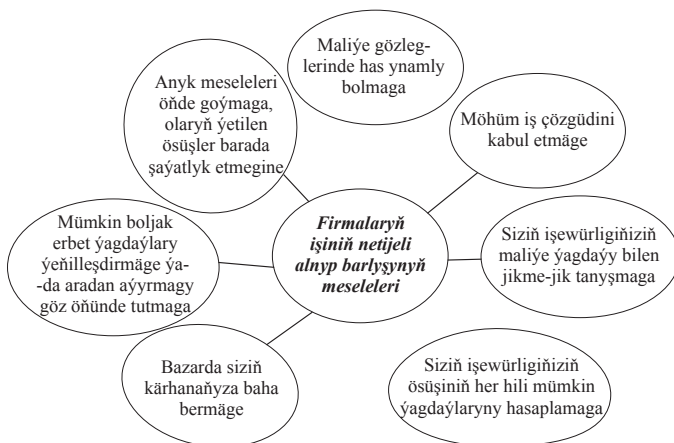 Maliýe gözleg-
lerinde has ynamly
bolmaga
Anyk meseleleri
öňde goýmaga,
olaryň ýetilen
ösüşler barada
şaýatlyk etmegine
Möhüm iş çözgüdini
kabul etmäge
Firmalaryň
işiniň netijeli
alnyp barlyşynyň
meseleleri
Mümkin boljak
erbet ýagdaýlary
ýeňilleşdirmäge ýa-
-da aradan aýyrmagy
göz öňünde tutmaga
Siziň işewürligiňiziň
maliýe ýagdaýy bilen
jikme-jik tanyşmaga
Bazarda siziň
kärhanaňyza baha
bermäge
Siziň işewürligiňiziň
ösüşiniň her hili mümkin
ýagdaýlaryny hasaplamaga